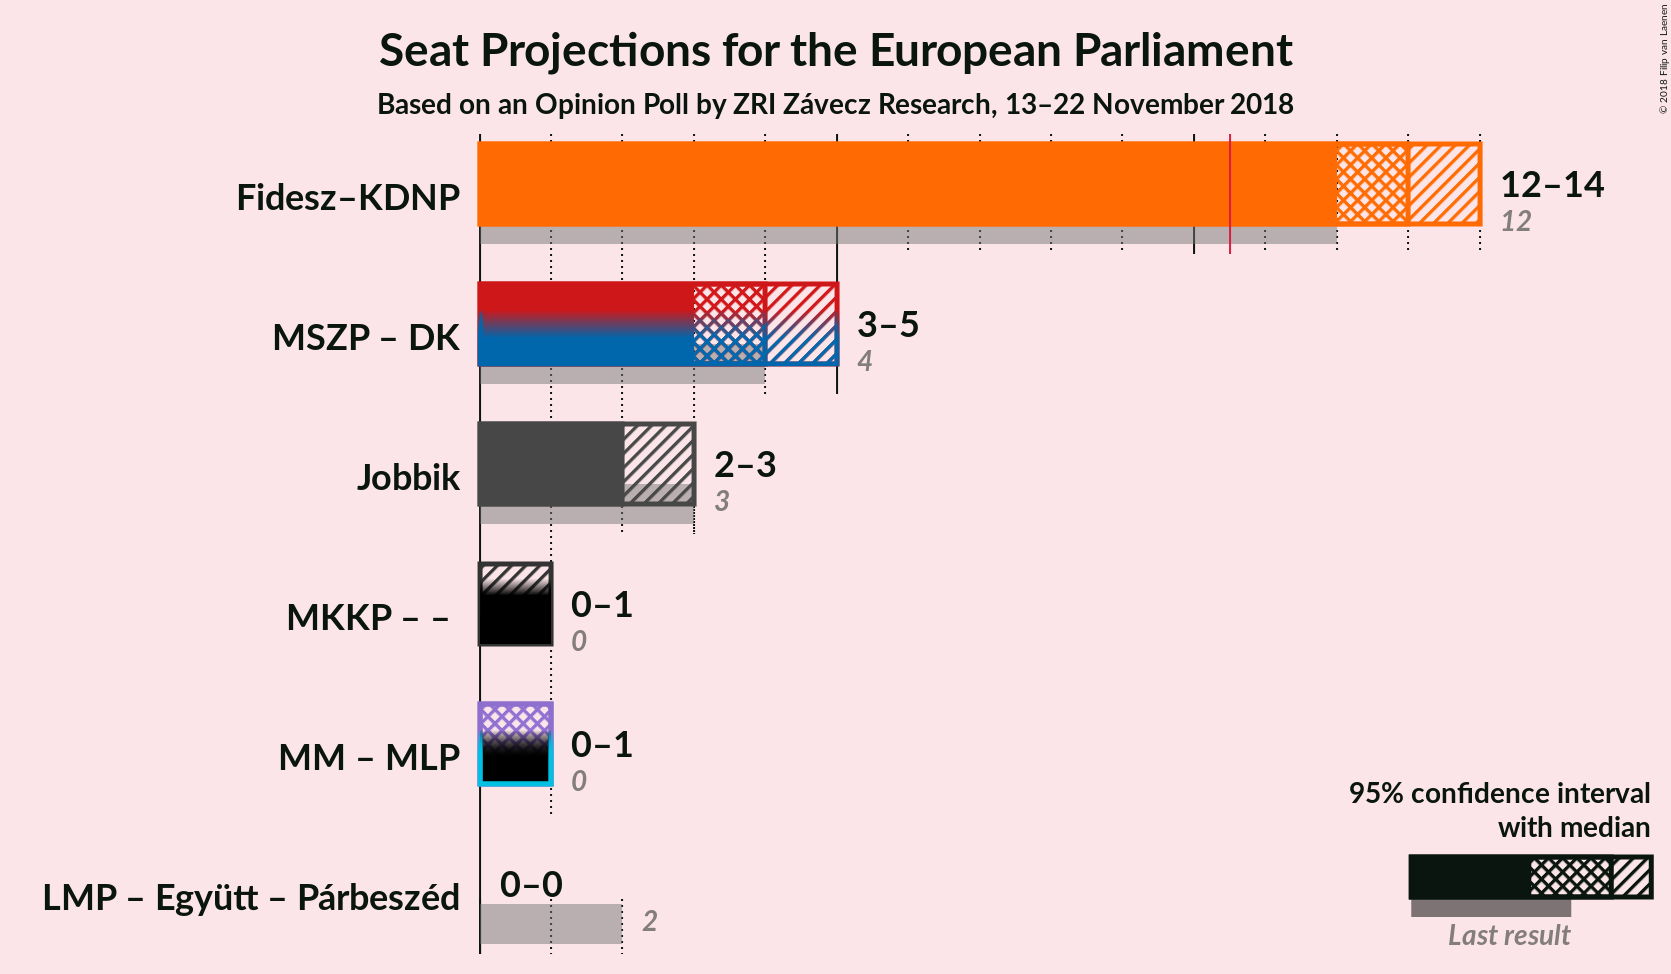 Seat Projections for the European Parliament
Based on an Opinion Poll by ZRI Závecz Research, 13–22 November 2018
© 2018 Filip van Laenen
Fidesz–KDNP
12–14
12
MSZP – DK
3–5
4
Jobbik
2–3
3
MKKP – –
0–1
0
MM – MLP
0–1
0
LMP – Együtt – Párbeszéd
0–0
2
95% confidence interval
with median
Last result